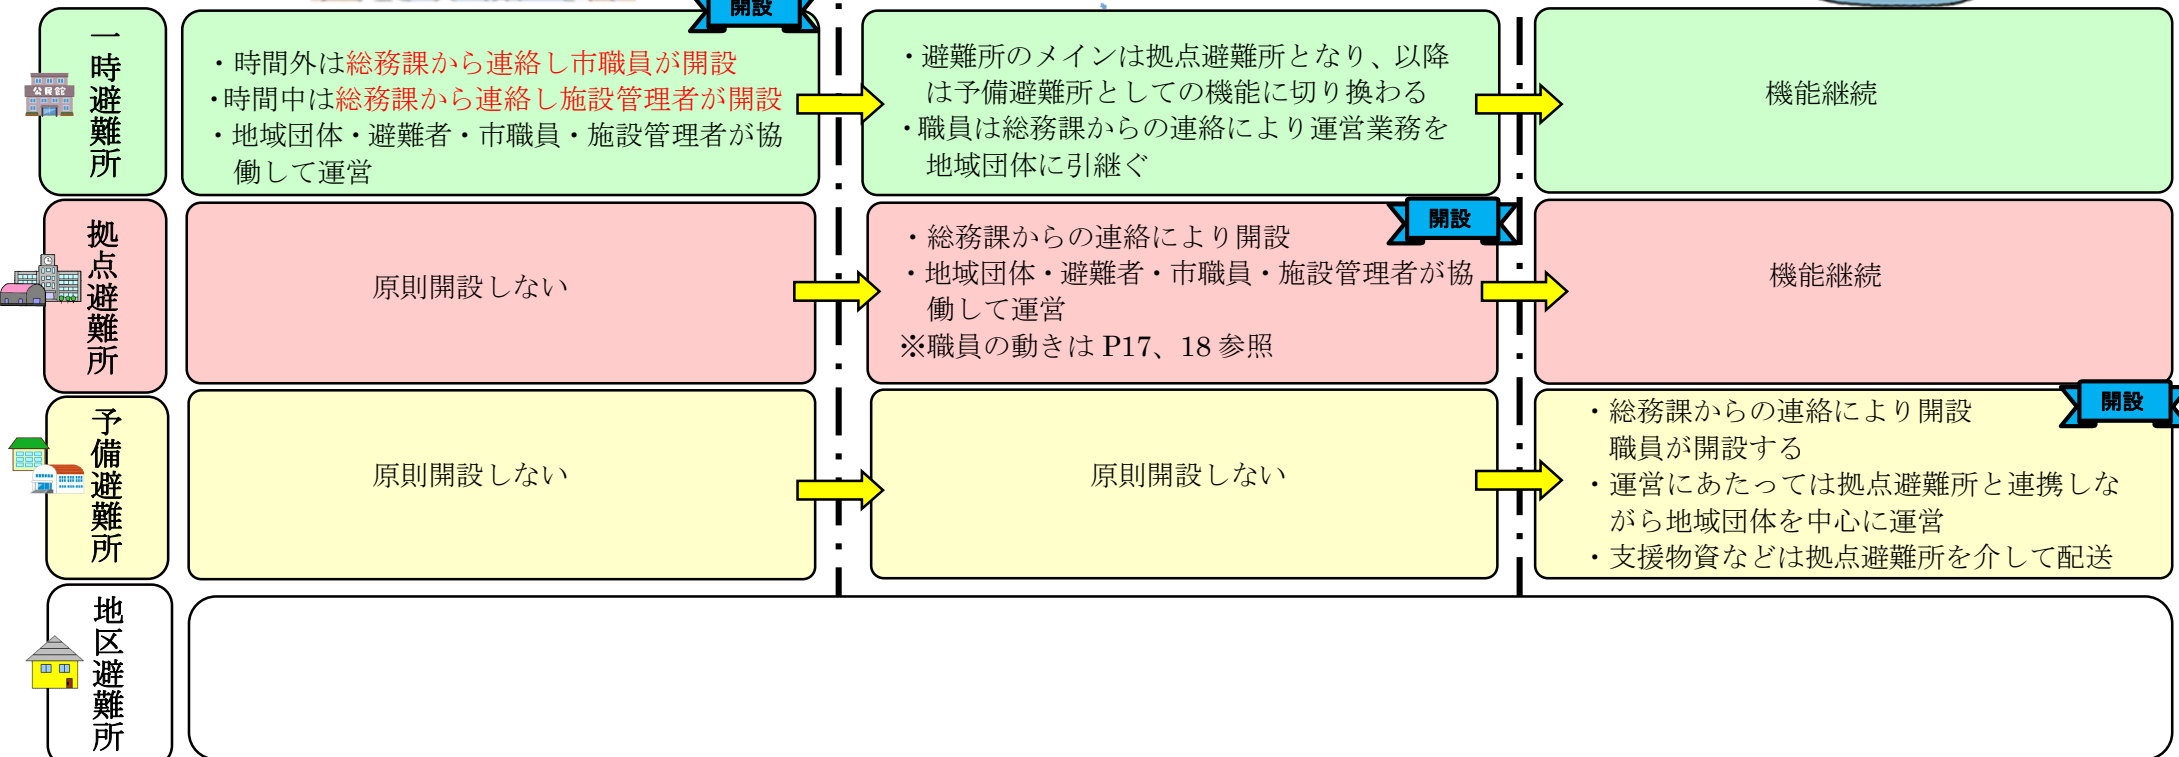 開設
一時避難所
公民館
・時間外は総務課から連絡し市職員が開設
・時間中は総務課から連絡し施設管理者が開設
・地域団体・避難者・市職員・施設管理者が協
働して運営
・避難所のメインは拠点避難所となり、以降
は予備避難所としての機能に切り換わる
・職員は総務課からの連絡により運営業務を
地域団体に引継ぐ
機能継続
拠点避難所
原則開設しない
開設
・総務課からの連絡により開設
・地域団体・避難者・市職員・施設管理者が協
働して運営
※職員の動きは P17、18 参照
機能継続
予備避難所
原則開設しない
原則開設しない
開設
・総務課からの連絡により開設
職員が開設する
・運営にあたっては拠点避難所と連携しな
がら地域団体を中心に運営
・支援物資などは拠点避難所を介して配送
地区避難所